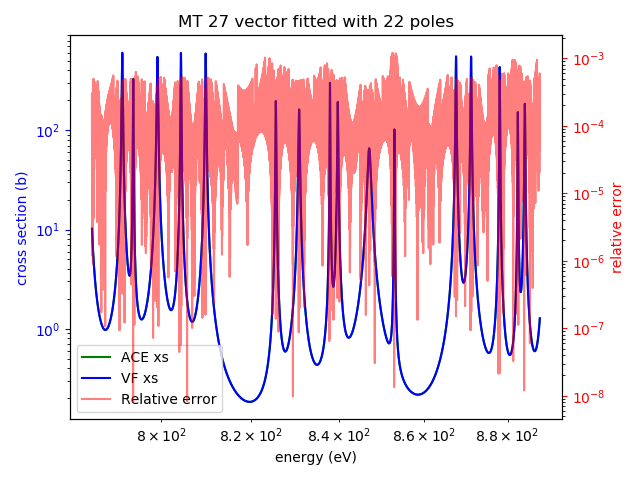 MT 27 vector fitted with 22 poles
10²
10¹
10⁰
cross section (b)
10⁻³
10⁻⁴
10⁻⁵
10⁻⁶
10⁻⁷
10⁻⁸
relative error
ACE xs
VF xs
Relative error
8 × 10² 8.2 × 10² 8.4 × 10² 8.6 × 10² 8.8 × 10²
energy (eV)